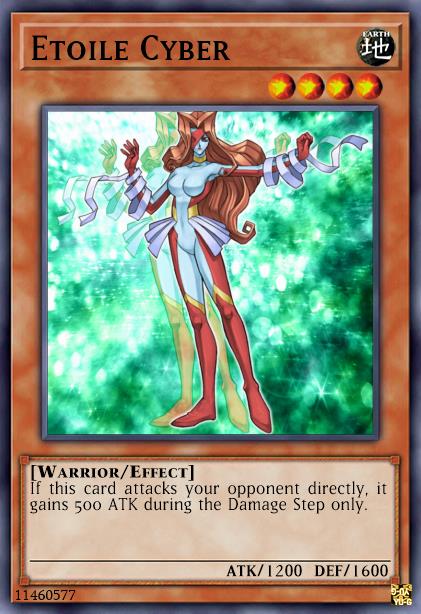 Etoile Cyber
EARTH
地
[Warrior/Effect]
If this card attacks your opponent directly, it
gains 500 ATK during the Damage Step only.
ATK/1200 DEF/1600
11460577